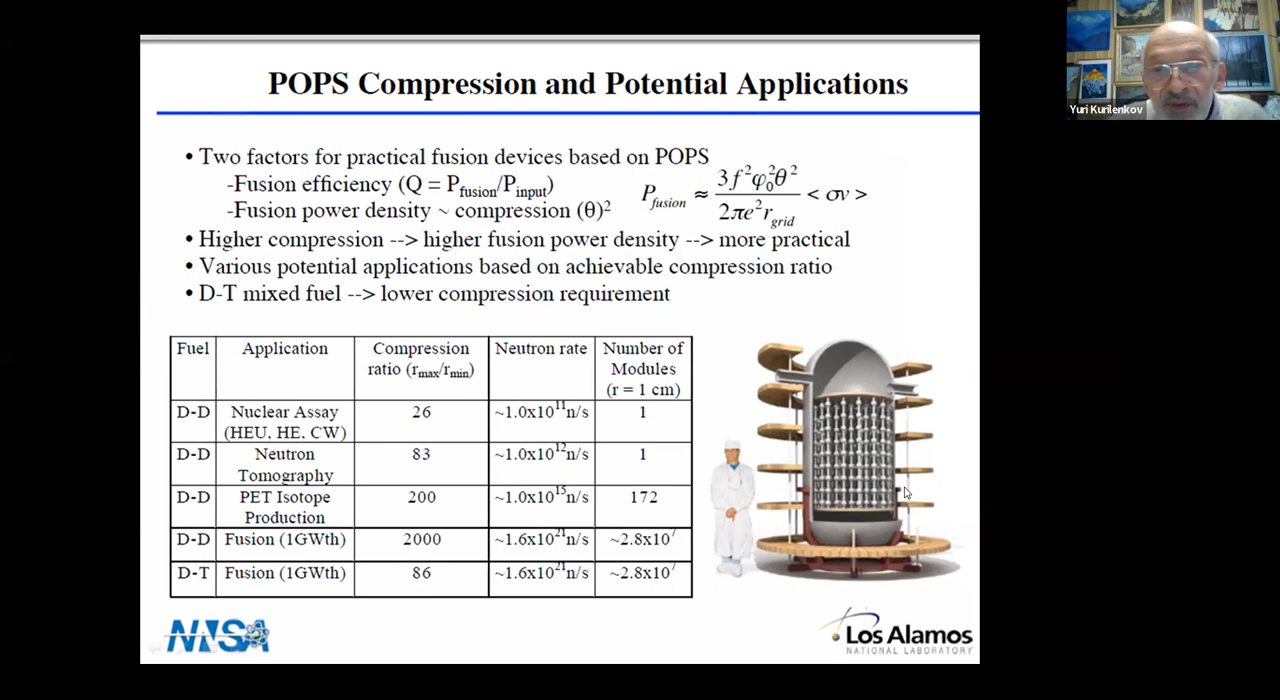 POPS Compression and Potential Applications
Yuri Kurilenkov
• Two factors for practical fusion devices based on POPS
-Fusion efficiency (Q = P_fusion/P_input)
-Fusion power density ~ compression (θ)²
P_fusion ≈ 3f²φ₀²θ² / 2πe²r_grid < σv >
• Higher compression --> higher fusion power density --> more practical
• Various potential applications based on achievable compression ratio
• D-T mixed fuel --> lower compression requirement
Fuel Application Compression ratio (r_max/r_min) Neutron rate Number of Modules (r = 1 cm)
D-D Nuclear Assay (HEU, HE, CW) 26 ~1.0x10¹¹n/s 1
D-D Neutron Tomography 83 ~1.0x10¹²n/s 1
D-D PET Isotope Production 200 ~1.0x10¹⁵n/s 172
D-D Fusion (1GWth) 2000 ~1.6x10²¹n/s ~2.8x10⁷
D-T Fusion (1GWth) 86 ~1.6x10²¹n/s ~2.8x10⁷
NNSA
Los Alamos
NATIONAL LABORATORY